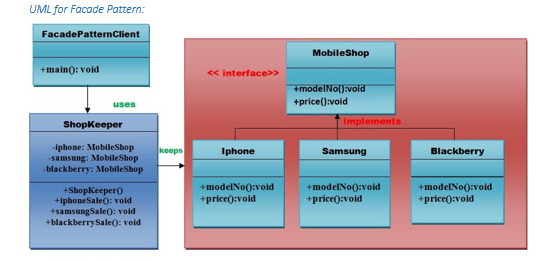 UML for Facade Pattern:
FacadePatternClient
+main(): void
uses
ShopKeeper
-iphone: MobileShop
-samsung: MobileShop
-blackberry: MobileShop
+ShopKeeper()
+iphoneSale(): void
+samsungSale(): void
+blackberrySale(): void
keeps
MobileShop
<< interface>>
+modelNo():void
+price():void
implements
Iphone
+modelNo():void
+price():void
Samsung
+modelNo():void
+price():void
Blackberry
+modelNo():void
+price():void